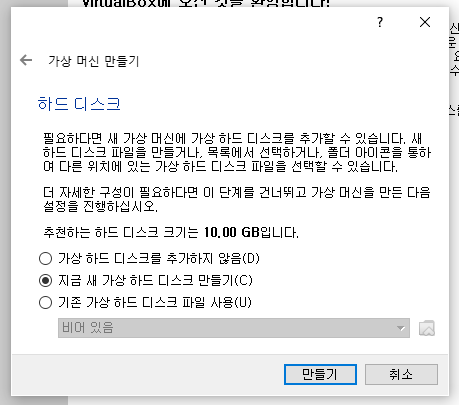 VirtualBox에 오신 것을 환영합니다!
?
가상 머신 만들기
하드 디스크
필요하다면 새 가상 머신에 가상 하드 디스크를 추가할 수 있습니다. 새
하드 디스크 파일을 만들거나, 목록에서 선택하거나, 폴더 아이콘을 통하
여 다른 위치에 있는 가상 하드 디스크 파일을 선택할 수 있습니다.
더 자세한 구성이 필요하다면 이 단계를 건너뛰고 가상 머신을 만든 다음
설정을 진행하십시오.
추천하는 하드 디스크 크기는 10.00 GB입니다.
가상 하드 디스크를 추가하지 않음(D)
지금 새 가상 하드 디스크 만들기(C)
기존 가상 하드 디스크 파일 사용(U)
비어 있음
만들기
취소